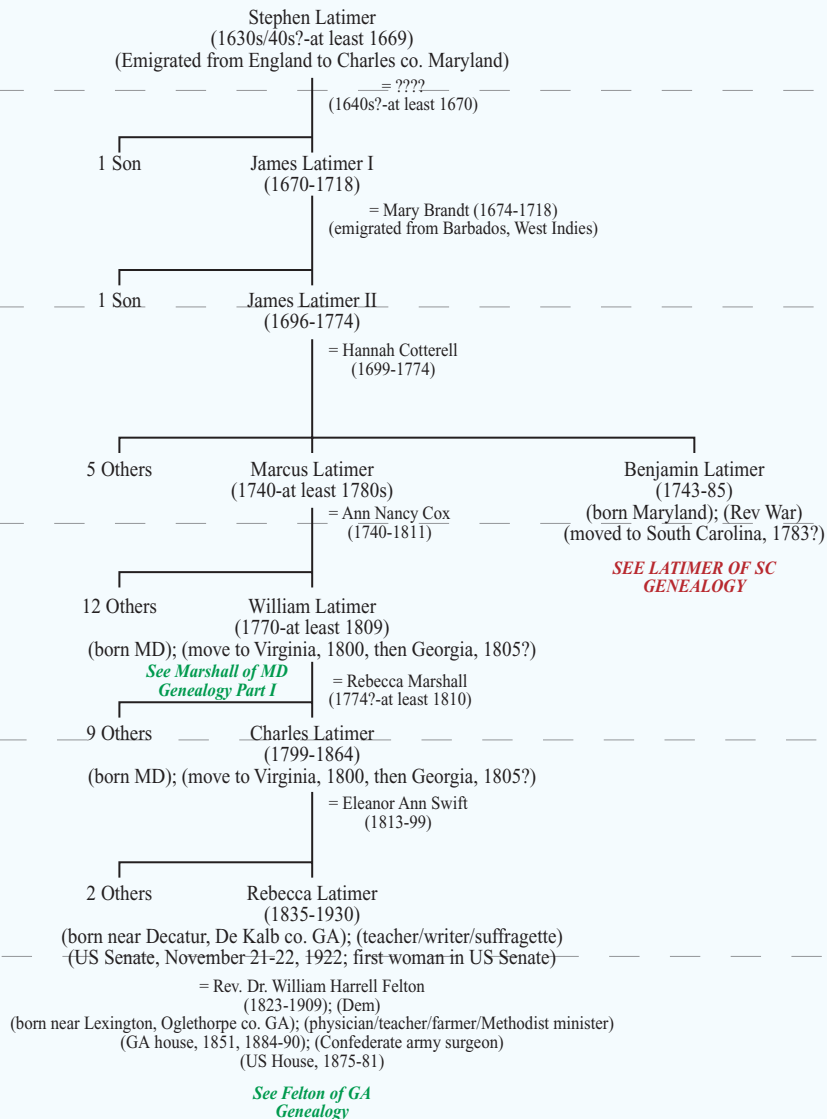 Stephen Latimer
(1630s/40s?-at least 1669)
(Emigrated from England to Charles co. Maryland)
= ????
(1640s?-at least 1670)
1 Son
James Latimer I
(1670-1718)
= Mary Brandt (1674-1718)
(emigrated from Barbados, West Indies)
1 Son
James Latimer II
(1696-1774)
= Hannah Cotterell
(1699-1774)
5 Others
Marcus Latimer
(1740-at least 1780s)
Benjamin Latimer
(1743-85)
(born Maryland); (Rev War)
(moved to South Carolina, 1783?)
SEE LATIMER OF SC
GENEALOGY
= Ann Nancy Cox
(1740-1811)
12 Others
William Latimer
(1770-at least 1809)
(born MD); (move to Virginia, 1800, then Georgia, 1805?)
See Marshall of MD
Genealogy Part I
= Rebecca Marshall
(1774?-at least 1810)
9 Others
Charles Latimer
(1799-1864)
(born MD); (move to Virginia, 1800, then Georgia, 1805?)
= Eleanor Ann Swift
(1813-99)
2 Others
Rebecca Latimer
(1835-1930)
(born near Decatur, De Kalb co. GA); (teacher/writer/suffragette)
(US Senate, November 21-22, 1922; first woman in US Senate)
= Rev. Dr. William Harrell Felton
(1823-1909); (Dem)
(born near Lexington, Oglethorpe co. GA); (physician/teacher/farmer/Methodist minister)
(GA house, 1851, 1884-90); (Confederate army surgeon)
(US House, 1875-81)
See Felton of GA
Genealogy